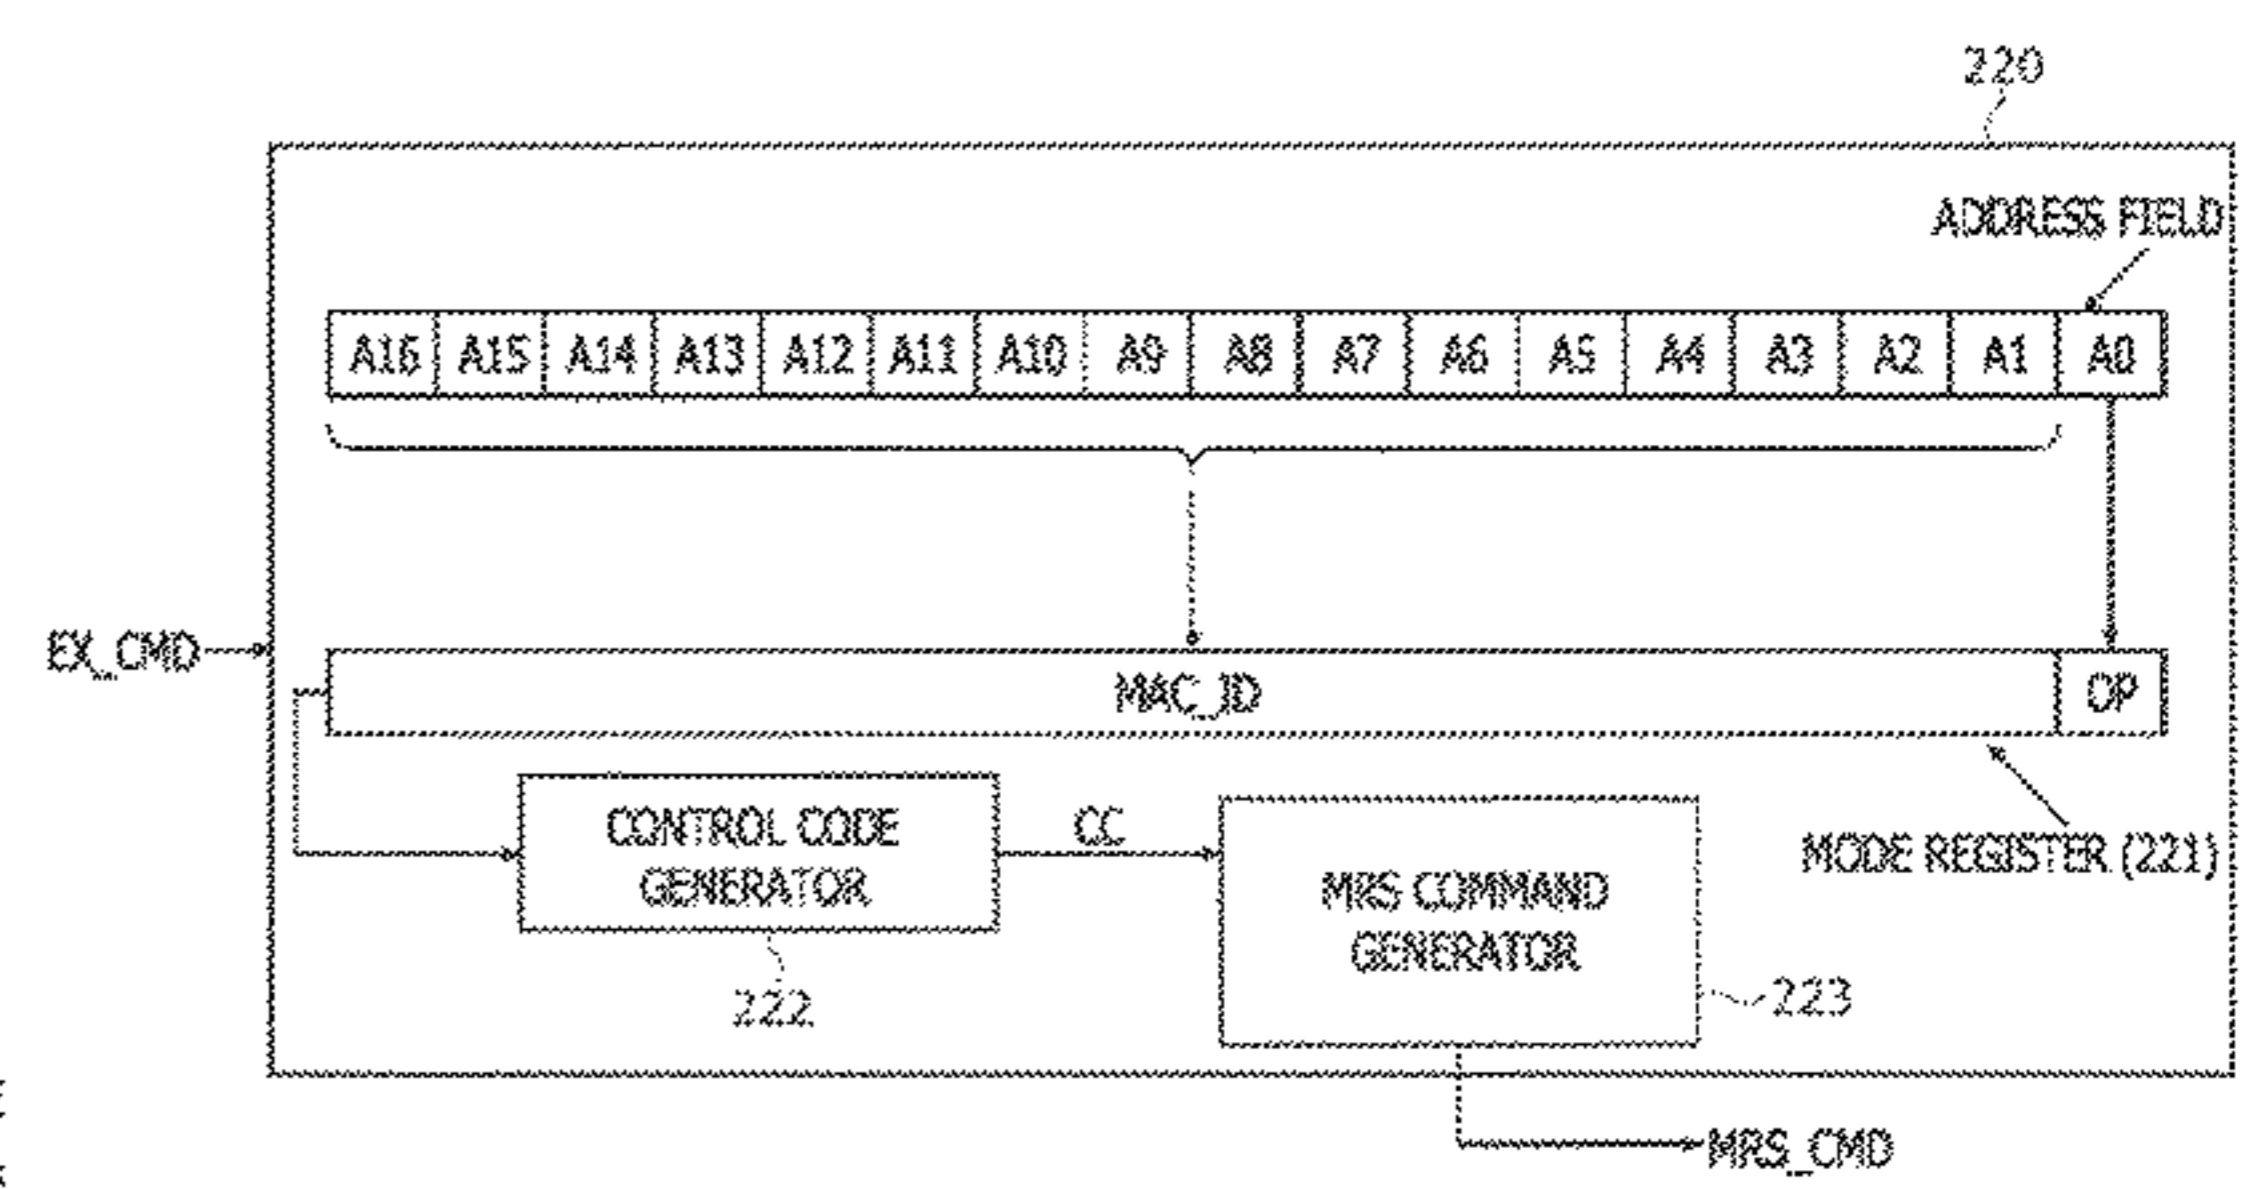 220
ADDRESS FIELD
A16 A15 A14 A13 A12 A11 A10 A9 A8 A7 A6 A5 A4 A3 A2 A1 A0
EX_CMD
MAC_ID OP
MODE REGISTER (221)
CONTROL CODE
GENERATOR
CC
MRS COMMAND
GENERATOR
222
223
MRS_CMD